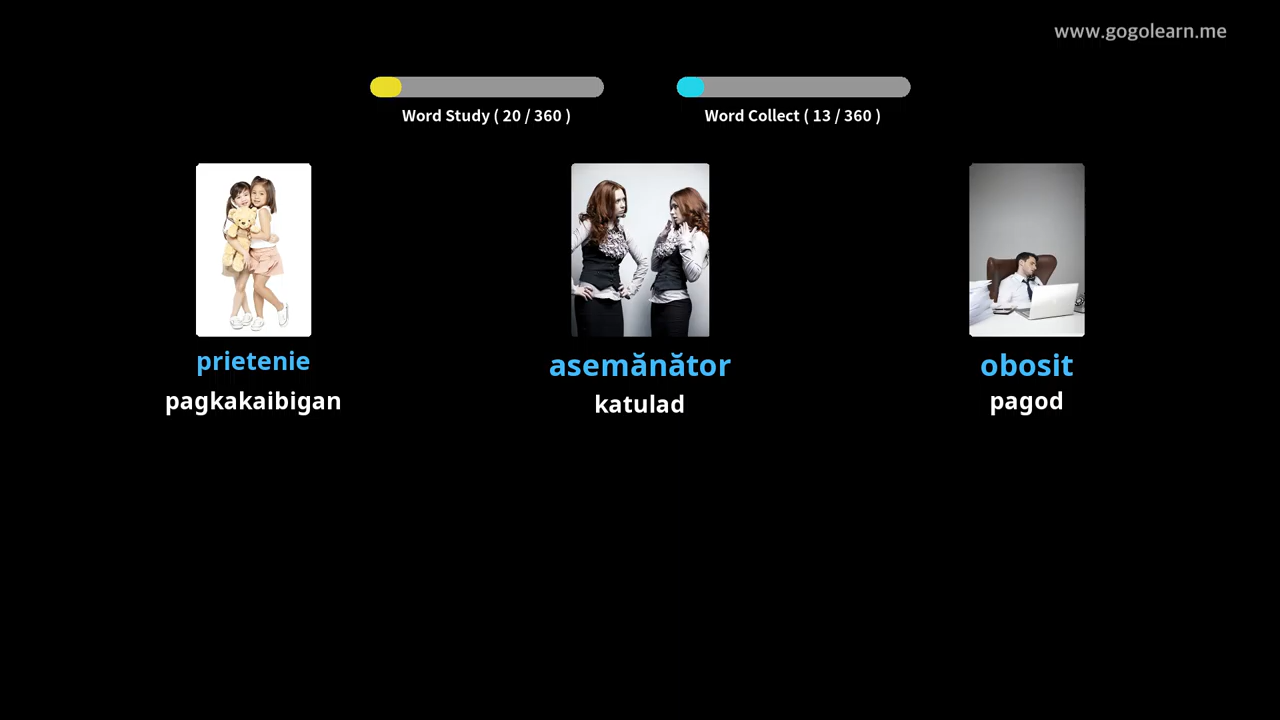 www.gogolearn.me
Word Study ( 20 / 360 )
Word Collect ( 13 / 360 )
prietenie
pagkakaibigan
asemănător
katulad
obosit
pagod